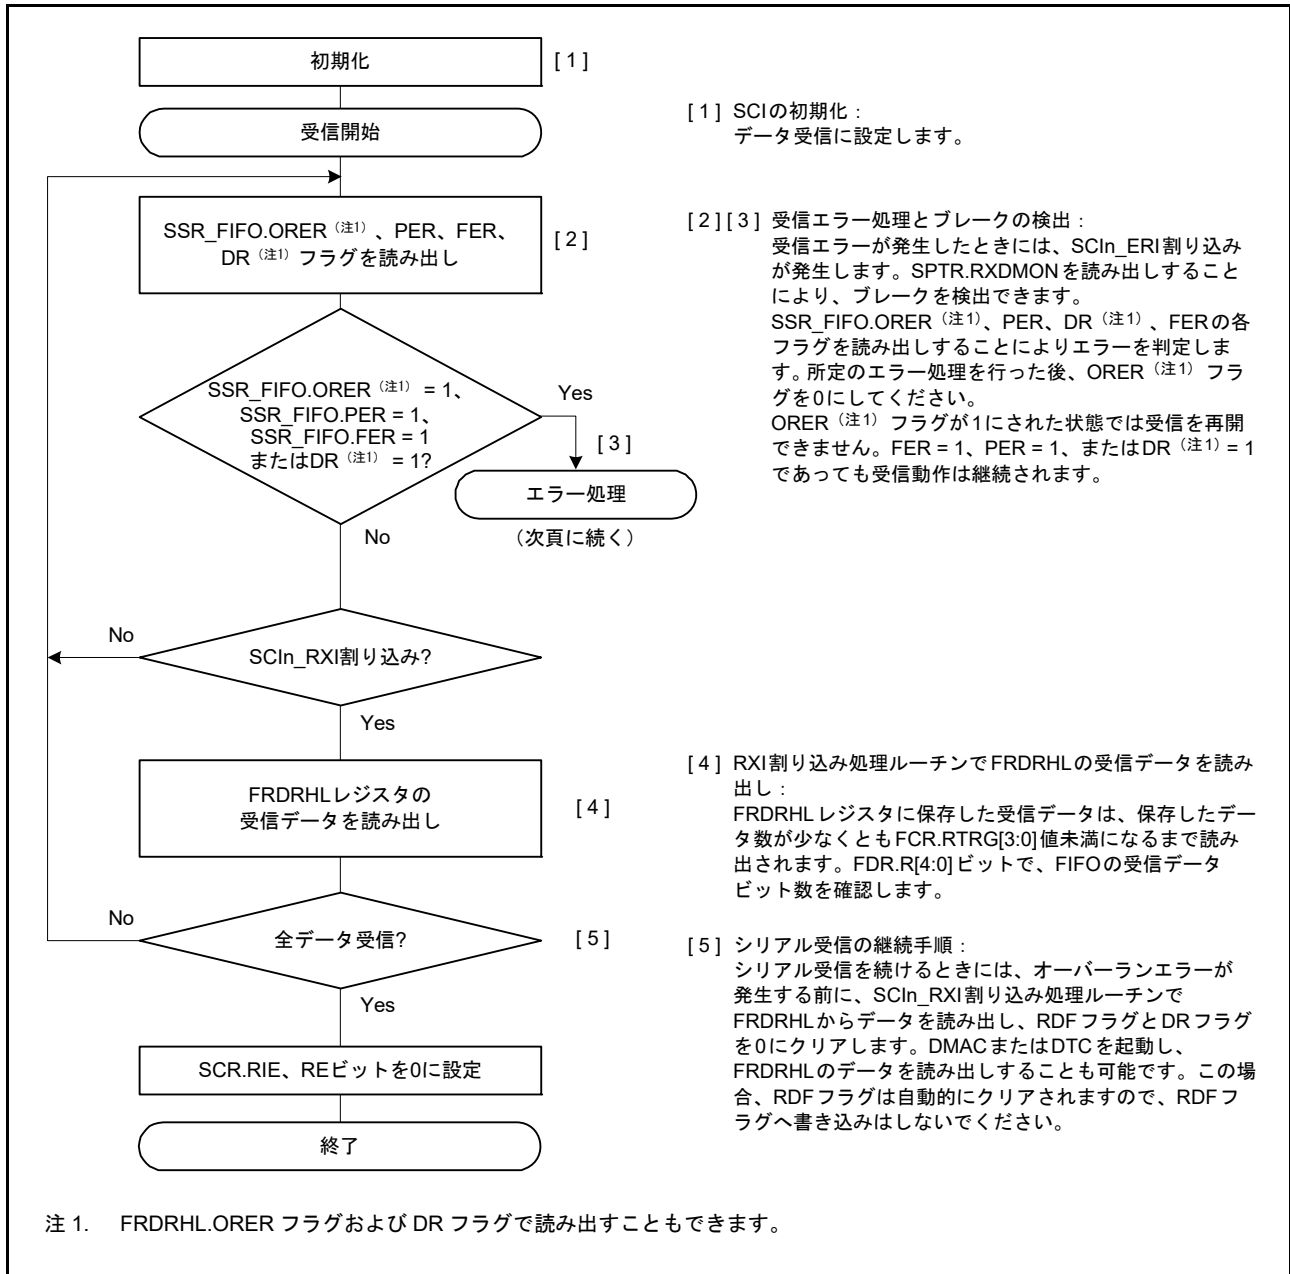 初期化
[ 1 ]
受信開始
SSR_FIFO.ORER（注1）、PER、FER、
DR（注1）フラグを読み出し
[ 2 ]
SSR_FIFO.ORER（注1）= 1、
SSR_FIFO.PER = 1、
SSR_FIFO.FER = 1
またはDR（注1）= 1?
Yes
[ 3 ]
エラー処理
（次頁に続く）
No
No
SCIn_RXI割り込み?
Yes
FRDRHLレジスタの
受信データを読み出し
[ 4 ]
No
全データ受信?
[ 5 ]
Yes
SCR.RIE、REビットを0に設定
終了
[ 1 ] SCIの初期化：
データ受信に設定します。
[ 2 ] [ 3 ] 受信エラー処理とブレークの検出：
受信エラーが発生したときには、SCIn_ERI割り込み
が発生します。SPTR.RXDMONを読み出しすること
により、ブレークを検出できます。
SSR_FIFO.ORER（注1）、PER、DR（注1）、FERの各
フラグを読み出しすることによりエラーを判定しま
す。所定のエラー処理を行った後、ORER（注1）フラ
グを0にしてください。
ORER（注1）フラグが1にされた状態では受信を再開
できません。FER = 1、PER = 1、またはDR（注1）= 1
であっても受信動作は継続されます。
[ 4 ] RXI割り込み処理ルーチンでFRDRHLの受信データを読み
出し：
FRDRHLレジスタに保存した受信データは、保存したデー
タ数が少なくともFCR.RTRG[3:0]値未満になるまで読み
出されます。FDR.R[4:0]ビットで、FIFOの受信データ
ビット数を確認します。
[ 5 ] シリアル受信の継続手順：
シリアル受信を続けるときには、オーバーランエラーが
発生する前に、SCIn_RXI割り込み処理ルーチンで
FRDRHLからデータを読み出し、RDFフラグとDRフラグ
を0にクリアします。DMACまたはDTCを起動し、
FRDRHLのデータを読み出しすることも可能です。この場
合、RDFフラグは自動的にクリアされますので、RDFフ
ラグへ書き込みはしないでください。
注 1. FRDRHL.ORER フラグおよび DR フラグで読み出すこともできます。